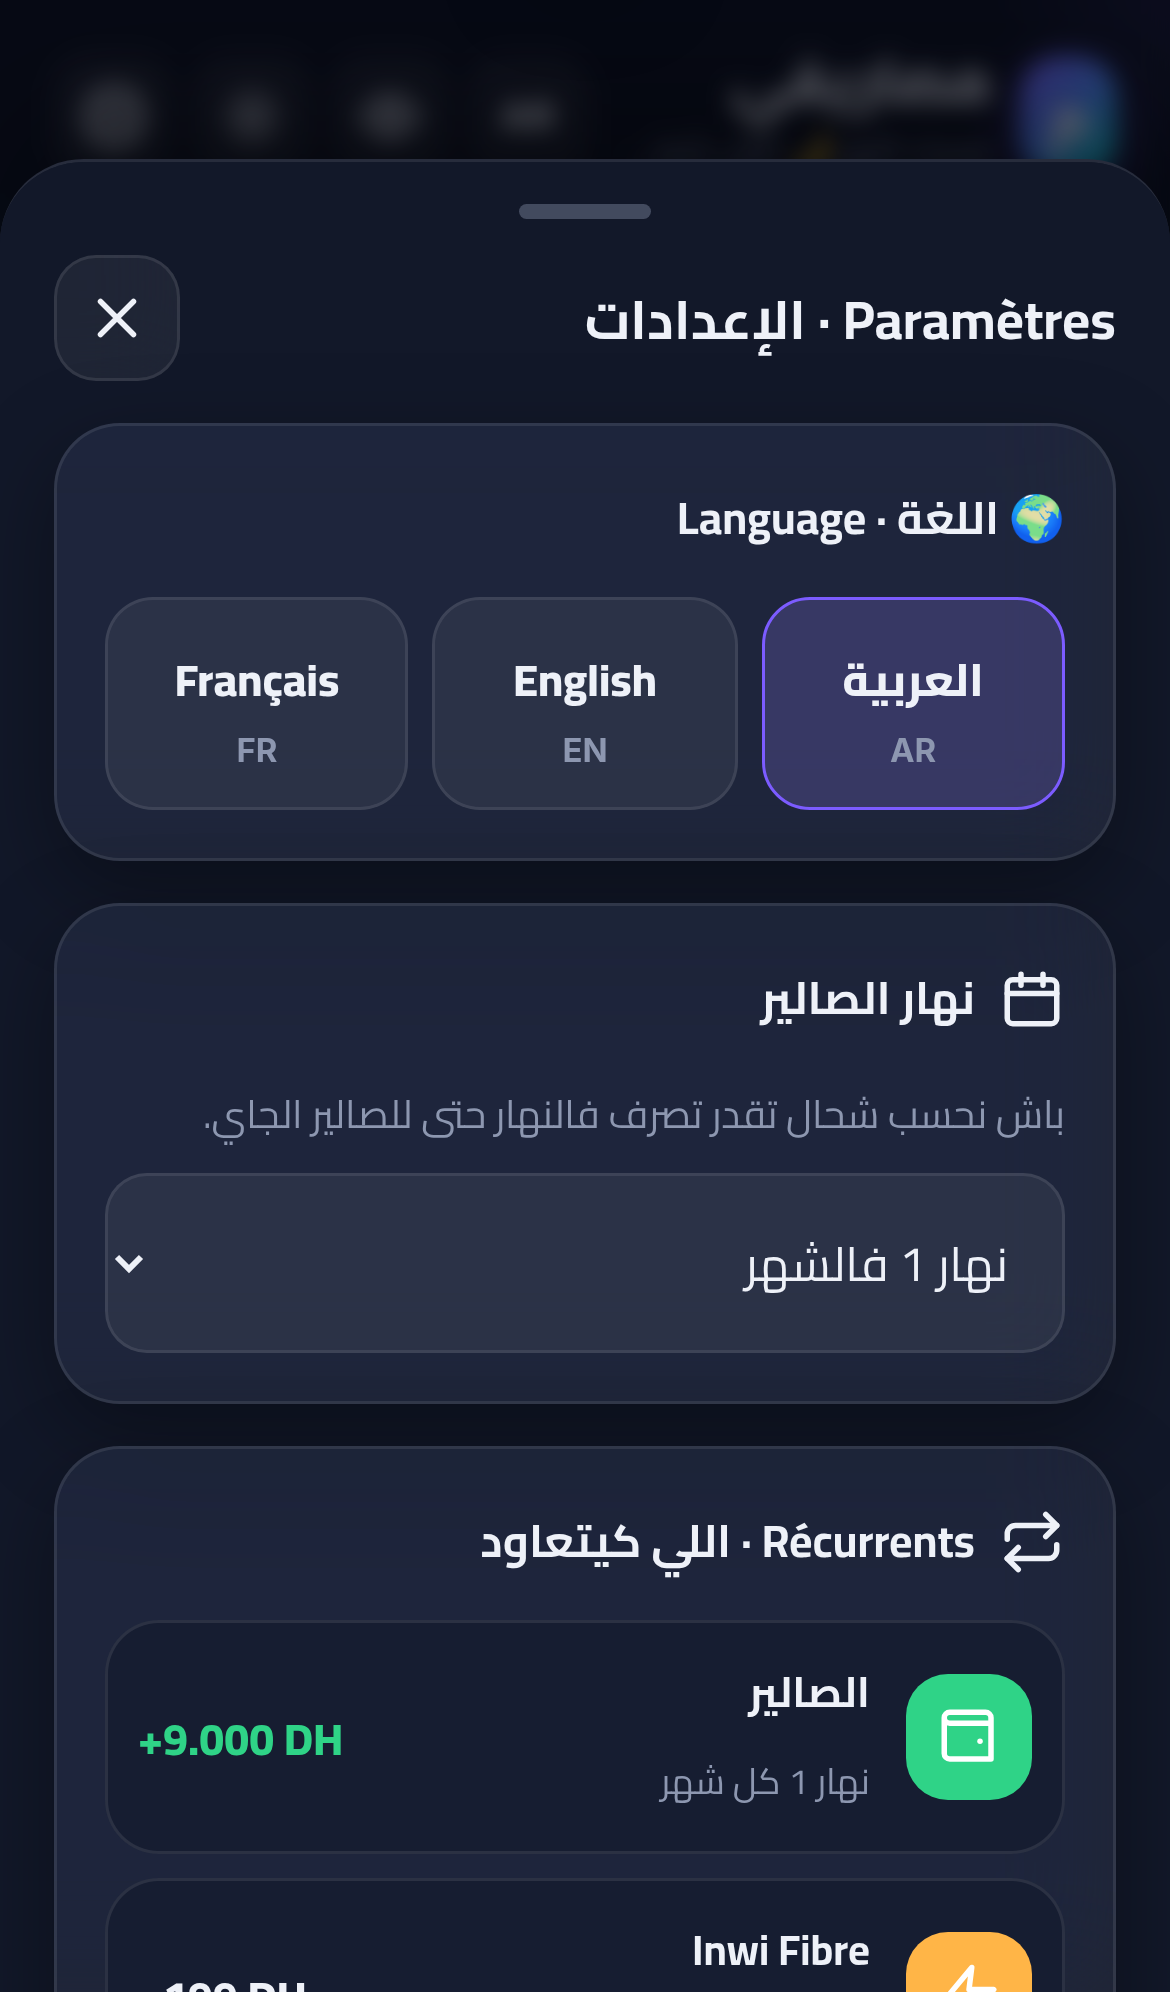 Paramètres · الإعدادات
اللغة · Language
العربية
AR
English
EN
Français
FR
نهار الصالير
باش نحسب شحال تقدر تصرف فالنهار حتى للصالير الجاي.
نهار 1 فالشهر
Récurrents · اللي كيتعاود
الصالير
نهار 1 كل شهر
+9.000 DH
Inwi Fibre
DH